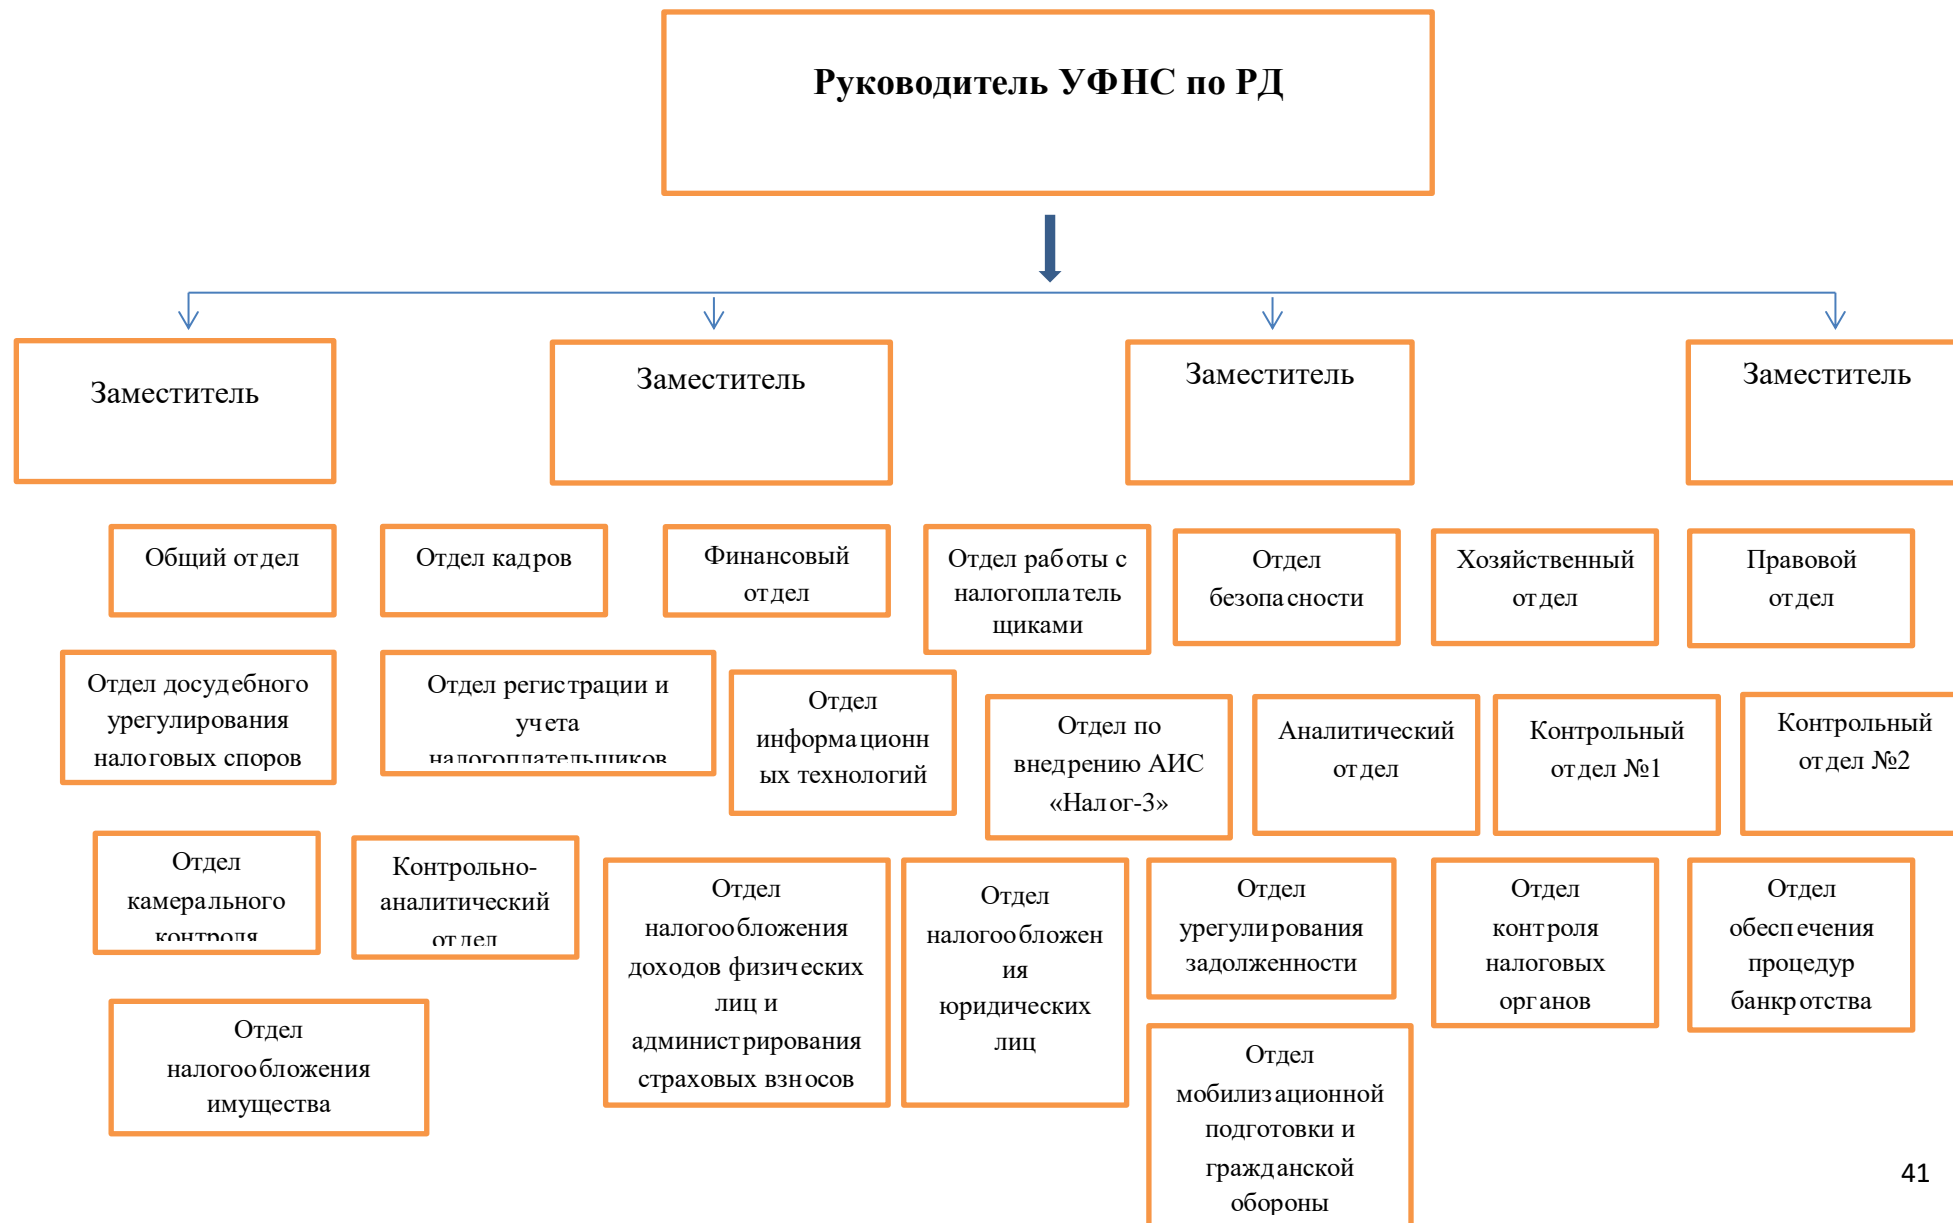 Руководитель УФНС по РД
Заместитель
Заместитель
Заместитель
Заместитель
Общий отдел
Отдел кадров
Финансовый
отдел
Отдел работы с
налогоплатель
щиками
Отдел
безопасности
Хозяйственный
отдел
Правовой
отдел
Отдел досудебного
урегулирования
налоговых споров
Отдел регистрации и
учета
налогоплательщиков
Отдел
информационн
ых технологий
Отдел по
внедрению АИС
«Налог-3»
Аналитический
отдел
Контрольный
отдел №1
Контрольный
отдел №2
Отдел
камерального
контроля
Контрольно-
аналитический
отдел
Отдел
налогообложения
доходов физических
лиц и
администрирования
страховых взносов
Отдел
налогообложен
ия
юридических
лиц
Отдел
урегулирования
задолженности
Отдел
контроля
налоговых
органов
Отдел
обеспечения
процедур
банкротства
Отдел
налогообложения
имущества
Отдел
мобилизационной
подготовки и
гражданской
обороны
41